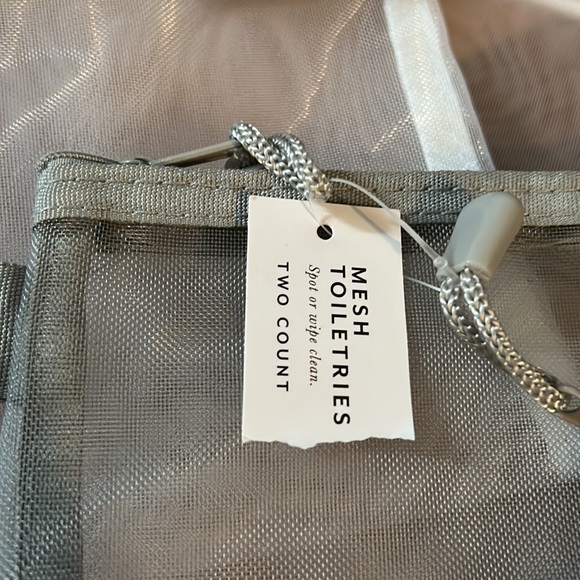 MESH
TOILETRIES
Spot or wipe clean.
TWO COUNT